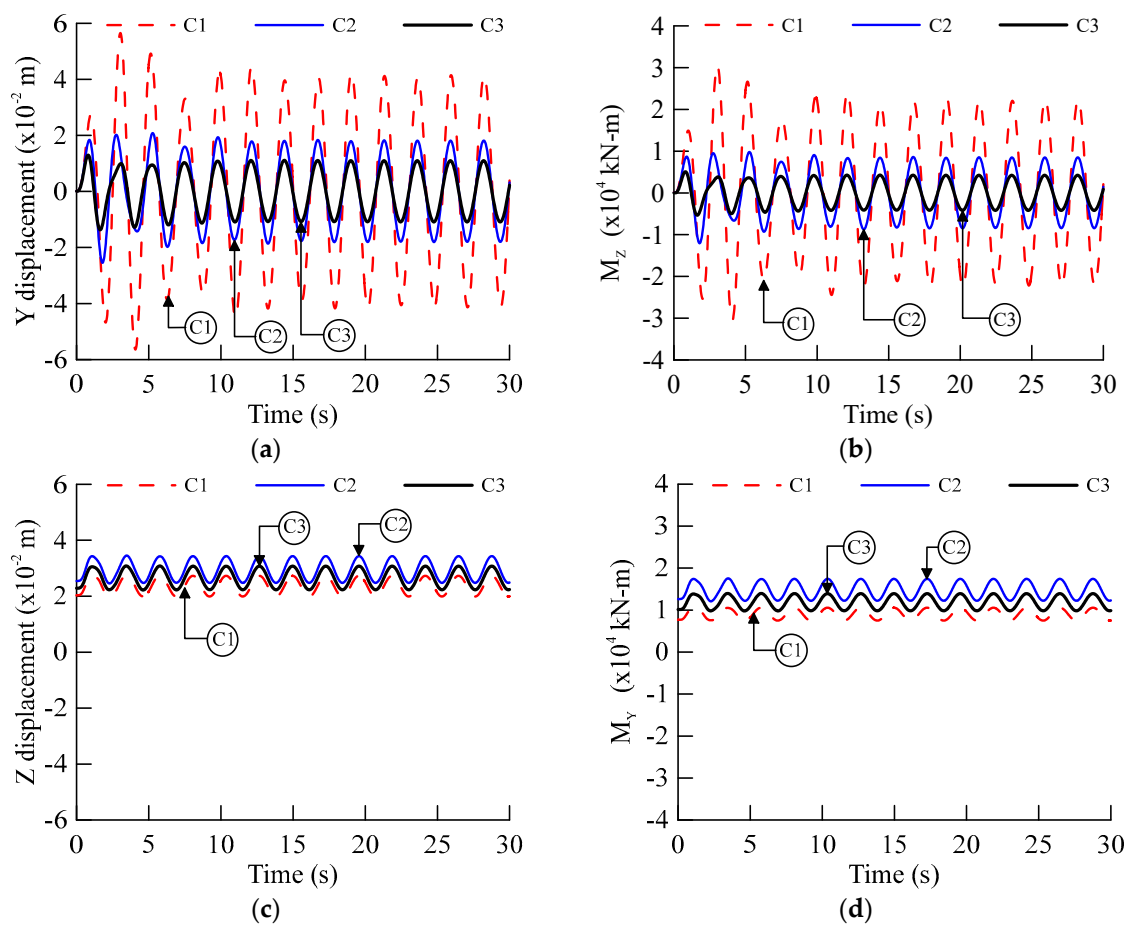 C1 C2 C3
Y displacement (x10⁻² m)
6
4
2
0
-2
-4
-6
C1
C2
C3
0 5 10 15 20 25 30
Time (s)
(a)
C1 C2 C3
M_Z (x10⁴ kN-m)
4
3
2
1
0
-1
-2
-3
-4
C1
C2
C3
0 5 10 15 20 25 30
Time (s)
(b)
C1 C2 C3
Z displacement (x10⁻² m)
6
4
2
0
-2
-4
-6
C3 C2
C1
0 5 10 15 20 25 30
Time (s)
(c)
C1 C2 C3
M_Y (x10⁴ kN-m)
4
3
2
1
0
-1
-2
-3
-4
C3 C2
C1
0 5 10 15 20 25 30
Time (s)
(d)